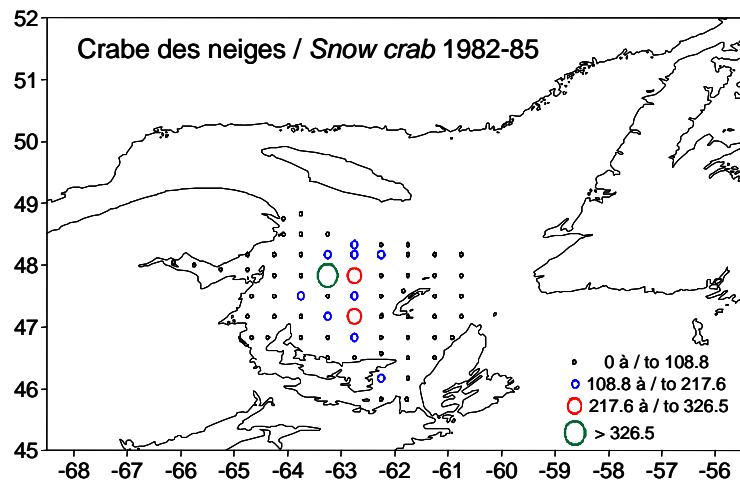 Crabe des neiges / Snow crab 1982-85
52
51
50
49
48
47
46
45
0 à / to 108.8
108.8 à / to 217.6
217.6 à / to 326.5
> 326.5
-68 -67 -66 -65 -64 -63 -62 -61 -60 -59 -58 -57 -56